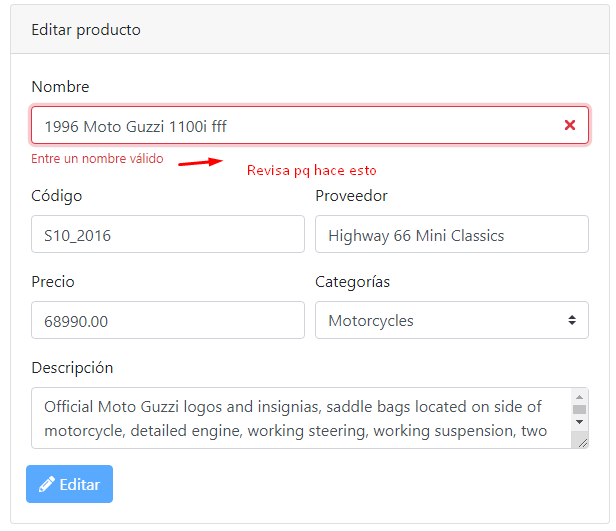 Editar producto
Nombre
1996 Moto Guzzi 1100i fff
Entre un nombre válido
Revisa pq hace esto
Código
Proveedor
S10_2016
Highway 66 Mini Classics
Precio
Categorías
68990.00
Motorcycles
Descripción
Official Moto Guzzi logos and insignias, saddle bags located on side of
motorcycle, detailed engine, working steering, working suspension, two
Editar